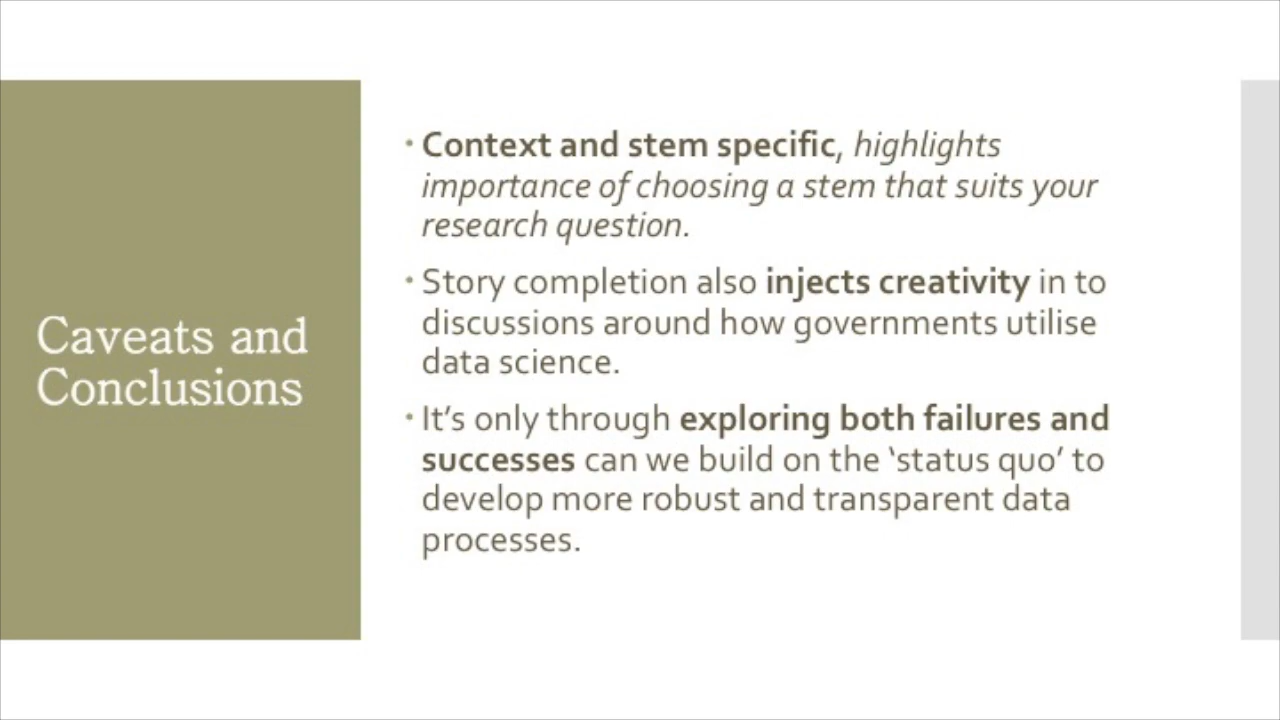 Caveats and
Conclusions
• Context and stem specific, highlights
importance of choosing a stem that suits your
research question.
• Story completion also injects creativity in to
discussions around how governments utilise
data science.
• It’s only through exploring both failures and
successes can we build on the ‘status quo’ to
develop more robust and transparent data
processes.